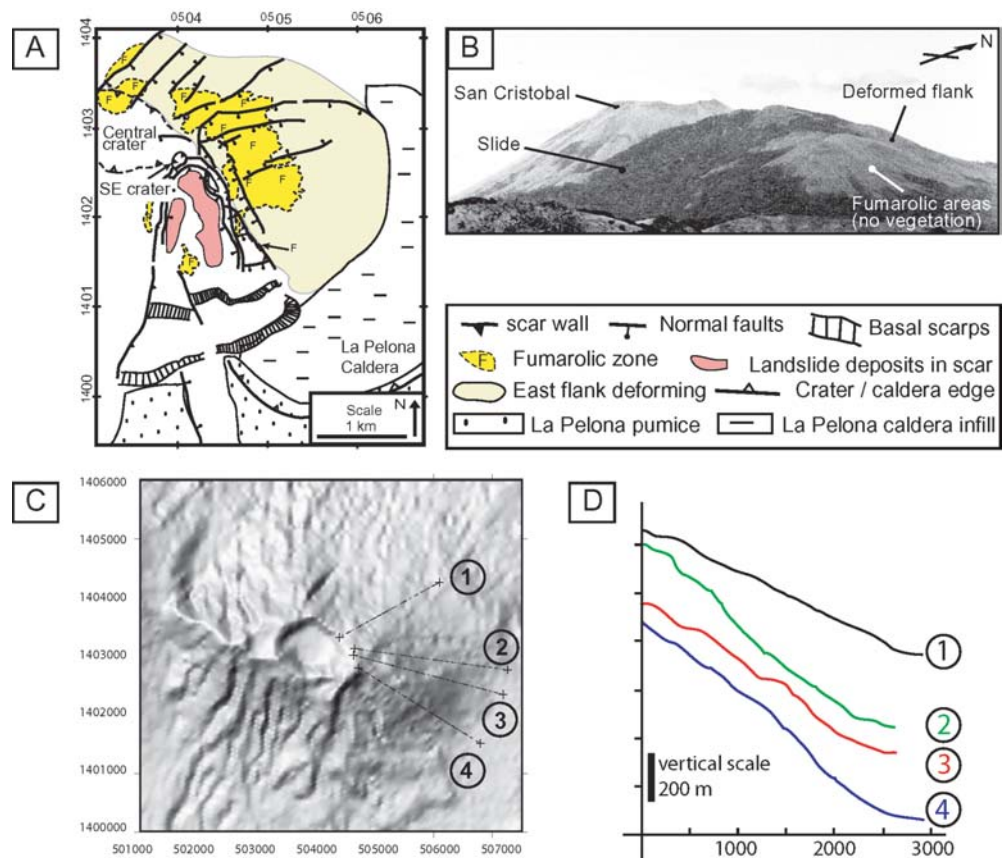 A
0504
0505
0506
1404
1403
1402
1401
1400
Central
crater
SE crater
F
F
F
F
F
F
F
F
F
F
La Pelona
Caldera
Scale
1 km
N
B
N
San Cristobal
Slide
Deformed flank
Fumarolic areas
(no vegetation)
scar wall
Normal faults
Basal scarps
F
Fumarolic zone
Landslide deposits in scar
East flank deforming
Crater / caldera edge
La Pelona pumice
La Pelona caldera infill
C
1406000
1405000
1404000
1403000
1402000
1401000
1400000
501000
502000
503000
504000
505000
506000
507000
1
2
3
4
D
1
2
3
4
vertical scale
200 m
1000
2000
3000